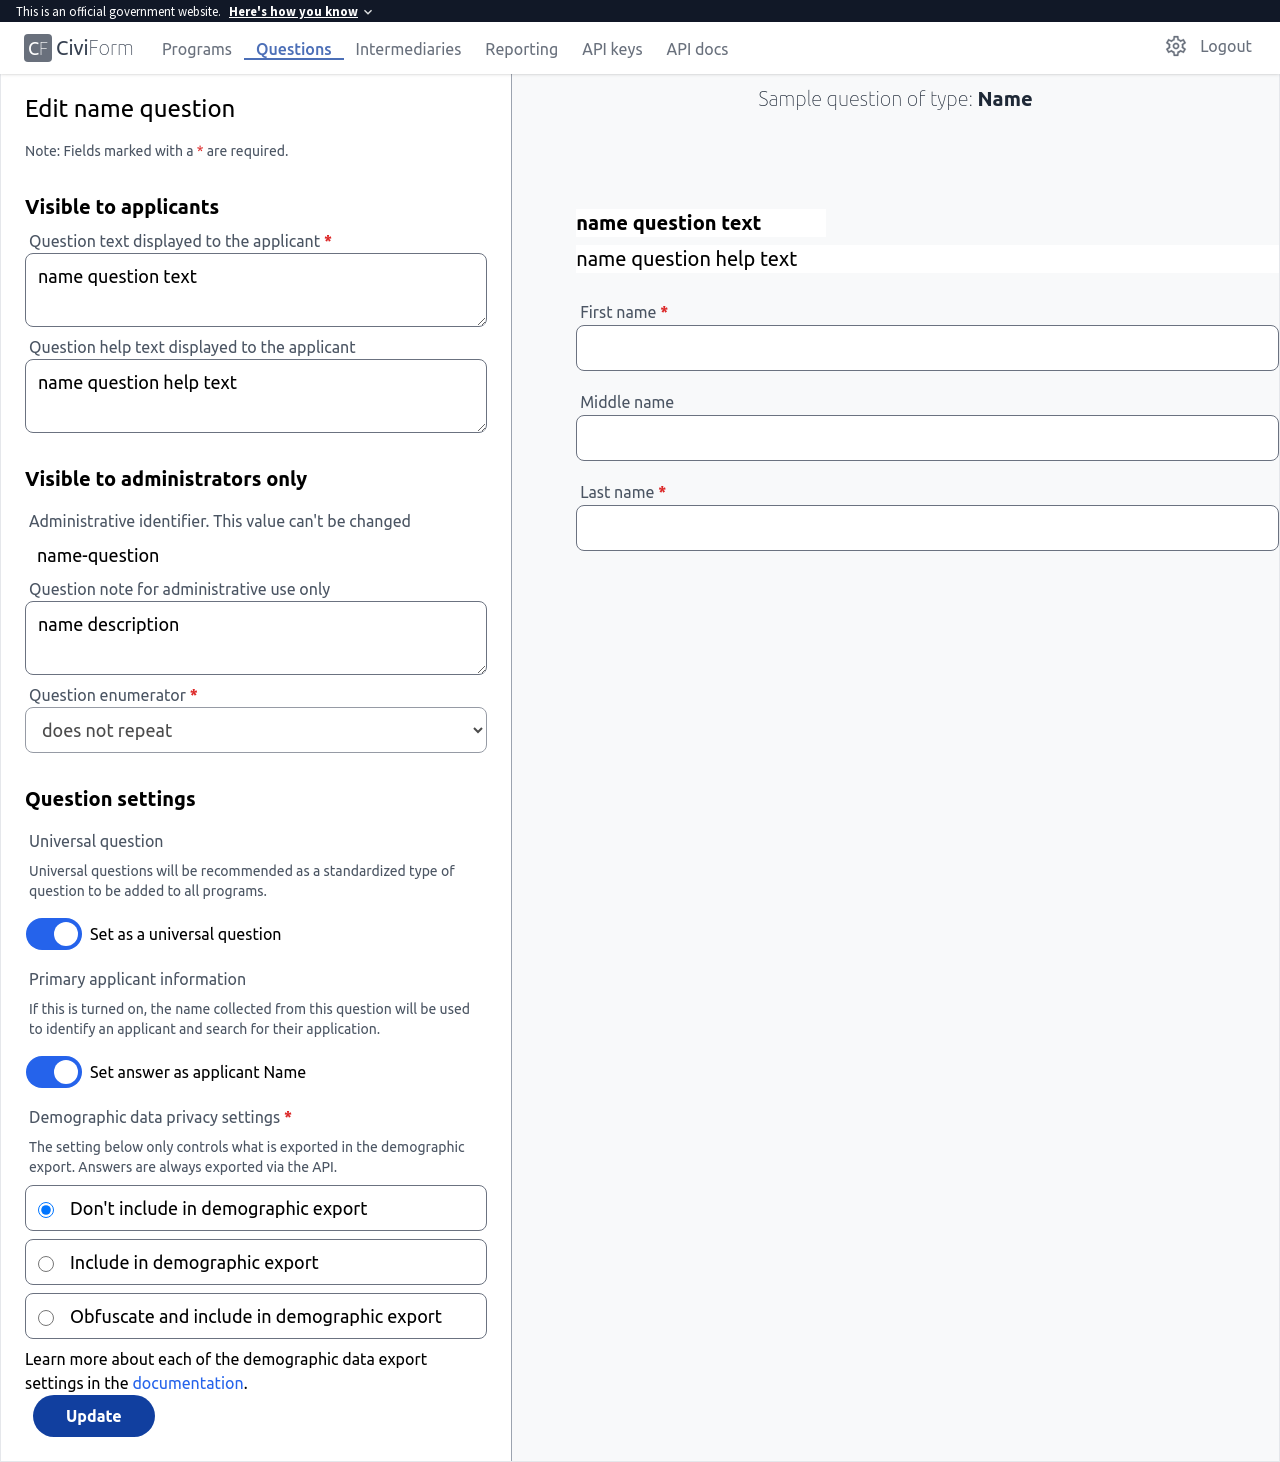 This is an official government website. Here's how you know
CF CiviForm Programs Questions Intermediaries Reporting API keys API docs Logout
Edit name question
Note: Fields marked with a * are required.
Visible to applicants
Question text displayed to the applicant *
name question text
Question help text displayed to the applicant
name question help text
Visible to administrators only
Administrative identifier. This value can't be changed
name-question
Question note for administrative use only
name description
Question enumerator *
does not repeat
Question settings
Universal question
Universal questions will be recommended as a standardized type of
question to be added to all programs.
Set as a universal question
Primary applicant information
If this is turned on, the name collected from this question will be used
to identify an applicant and search for their application.
Set answer as applicant Name
Demographic data privacy settings *
The setting below only controls what is exported in the demographic
export. Answers are always exported via the API.
Don't include in demographic export
Include in demographic export
Obfuscate and include in demographic export
Learn more about each of the demographic data export
settings in the documentation.
Update
Sample question of type: Name
name question text
name question help text
First name *
Middle name
Last name *